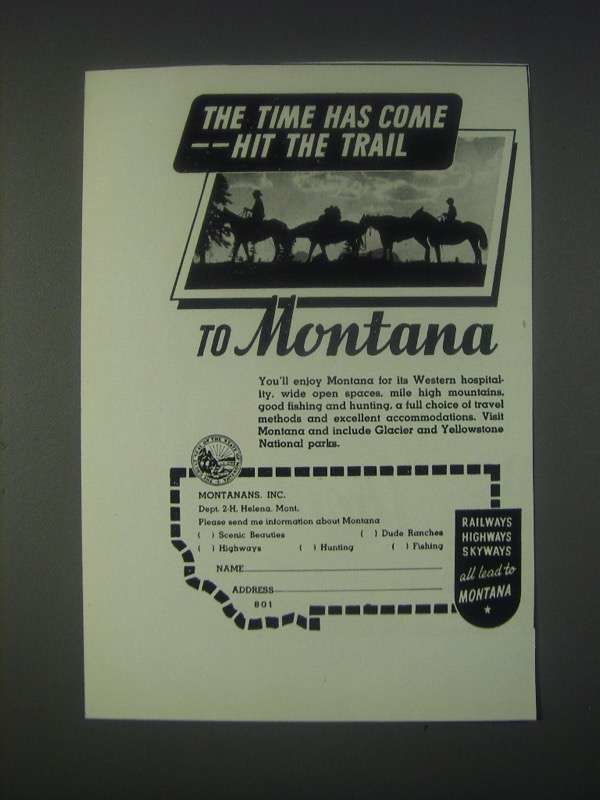 THE TIME HAS COME
-- HIT THE TRAIL
TO Montana
You'll enjoy Montana for its Western hospital-
ity, wide open spaces, mile high mountains,
good fishing and hunting, a full choice of travel
methods and excellent accommodations. Visit
Montana and include Glacier and Yellowstone
National parks.
MONTANANS, INC.
Dept. 2-H, Helena, Mont.
Please send me information about Montana
( ) Scenic Beauties ( ) Dude Ranches
( ) Highways ( ) Hunting ( ) Fishing
NAME
ADDRESS
801
RAILWAYS
HIGHWAYS
SKYWAYS
all lead to
MONTANA